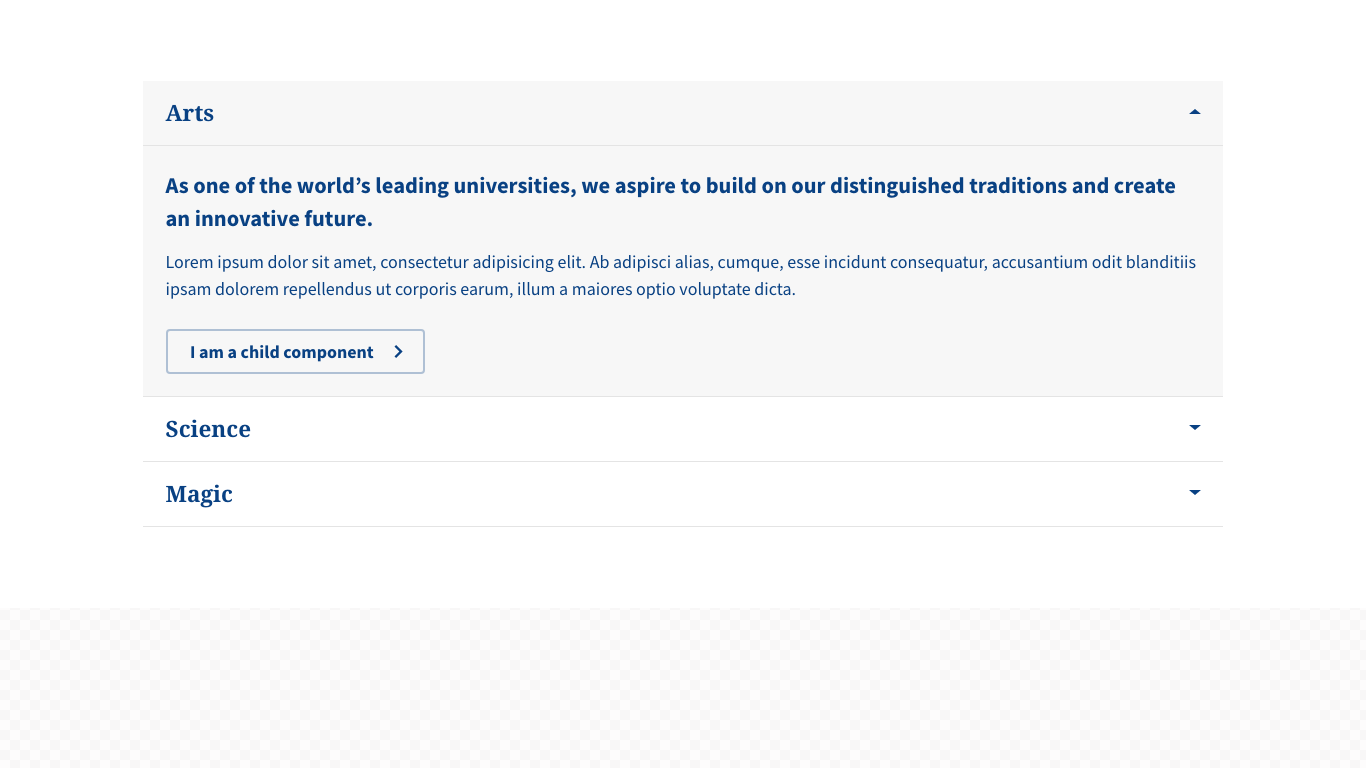 Arts
As one of the world’s leading universities, we aspire to build on our distinguished traditions and create
an innovative future.
Lorem ipsum dolor sit amet, consectetur adipisicing elit. Ab adipisci alias, cumque, esse incidunt consequatur, accusantium odit blanditiis
ipsam dolorem repellendus ut corporis earum, illum a maiores optio voluptate dicta.
I am a child component
Science
Magic